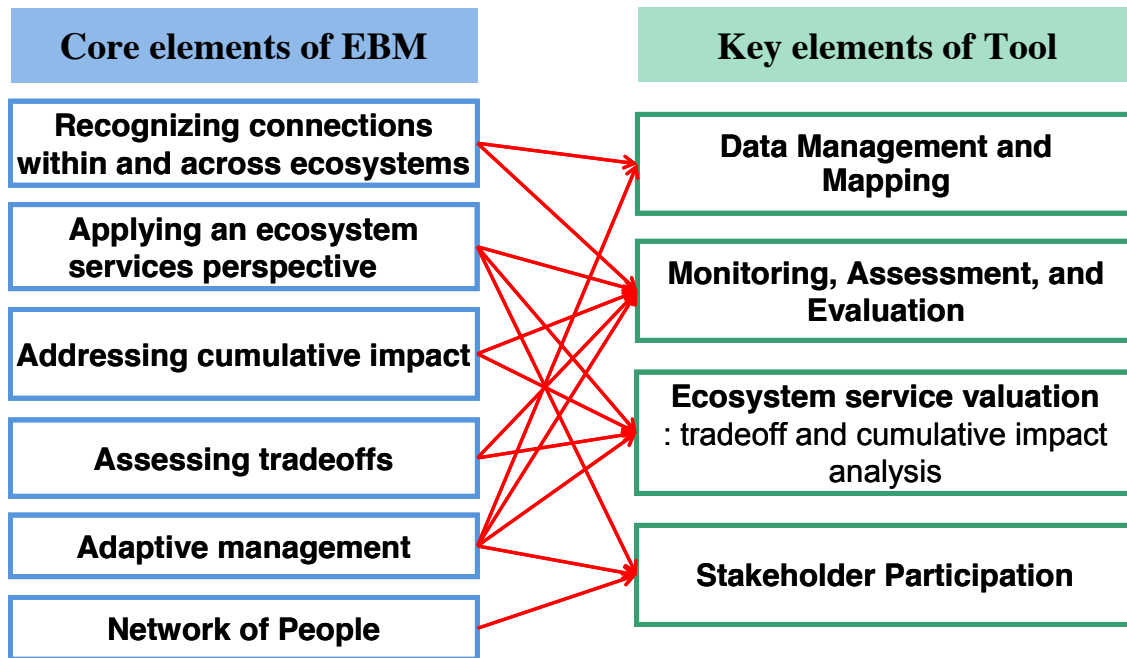 Core elements of EBM
Key elements of Tool
Recognizing connections
within and across ecosystems
Applying an ecosystem
services perspective
Addressing cumulative impact
Assessing tradeoffs
Adaptive management
Network of People
Data Management and
Mapping
Monitoring, Assessment, and
Evaluation
Ecosystem service valuation
: tradeoff and cumulative impact
analysis
Stakeholder Participation